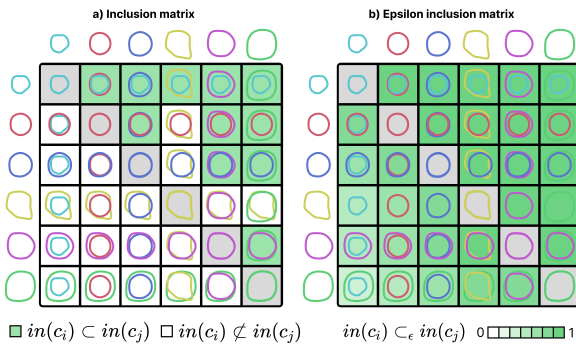 a) Inclusion matrix
b) Epsilon inclusion matrix
in(c_i) ⊂ in(c_j)
in(c_i) ⊄ in(c_j)
in(c_i) ⊂_ϵ in(c_j)
0
1